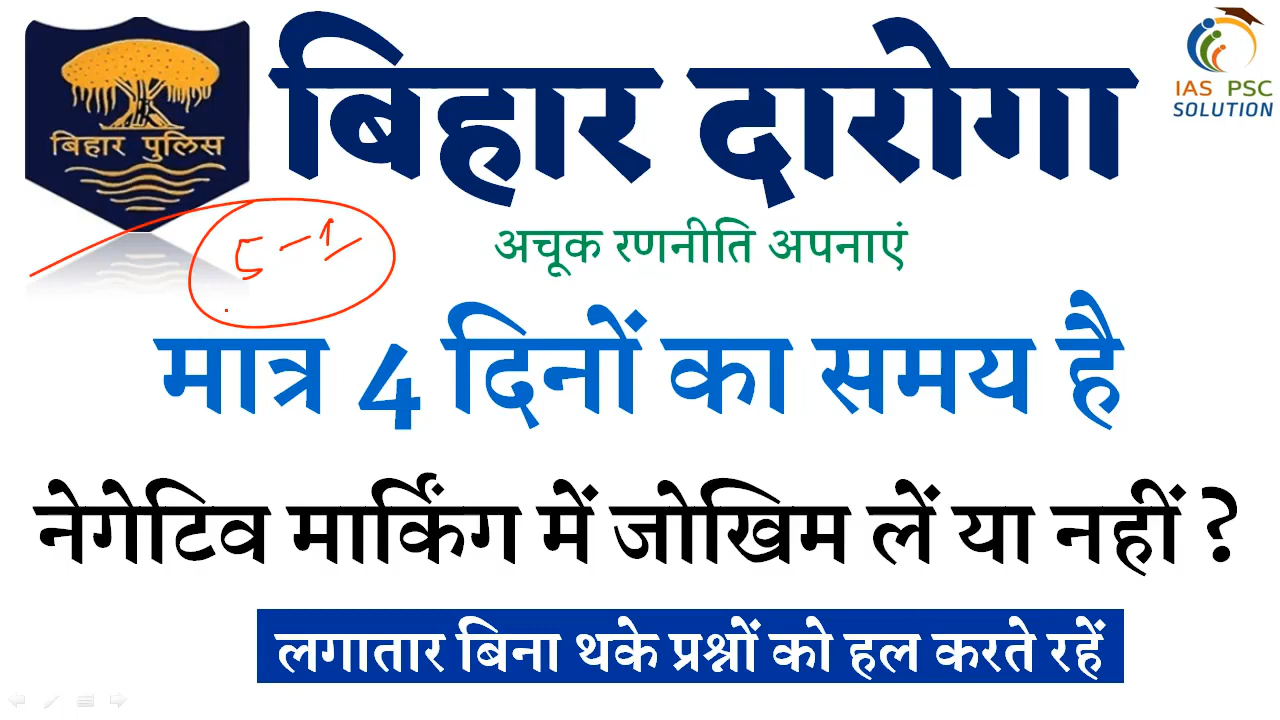 बिहार पुलिस
बिहार दारोगा
IAS PSC
SOLUTION
अचूक रणनीति अपनाएं
5-1
मात्र 4 दिनों का समय है
नेगेटिव मार्किंग में जोखिम लें या नहीं ?
लगातार बिना थके प्रश्नों को हल करते रहें